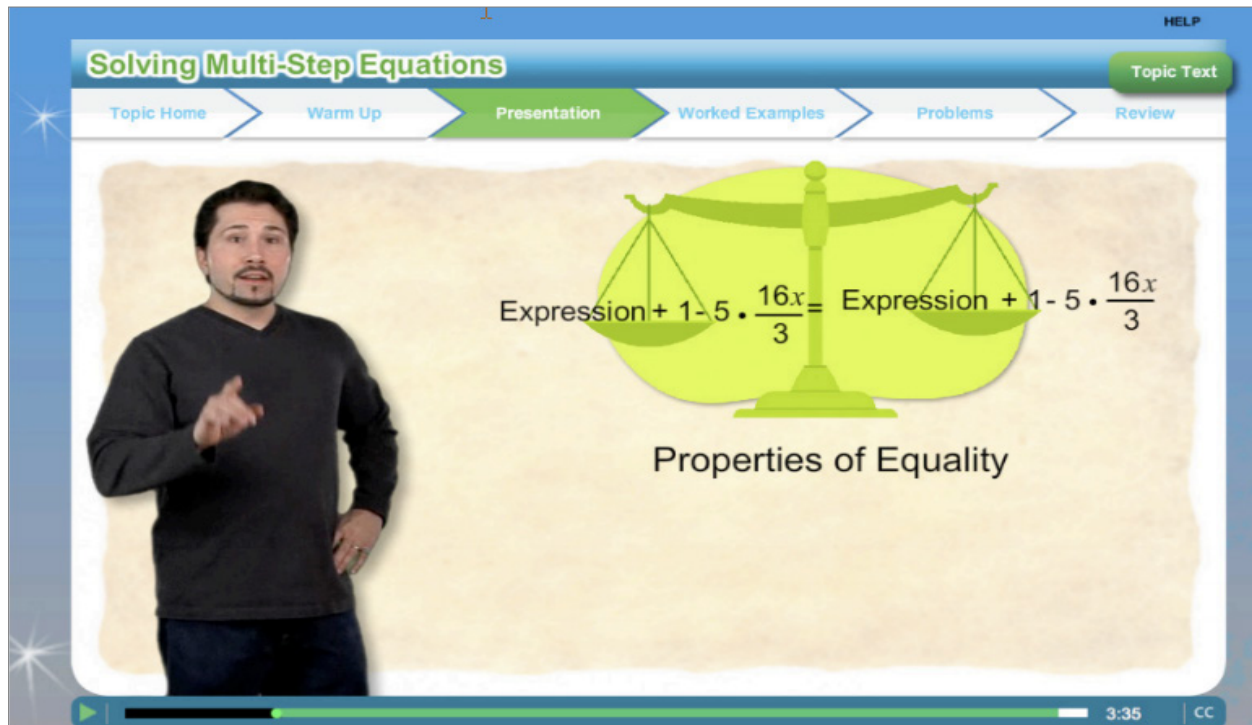 HELP
Solving Multi-Step Equations
Topic Text
Topic Home Warm Up Presentation Worked Examples Problems Review
Expression + 1 - 5 • 16x/3 = Expression + 1 - 5 • 16x/3
Properties of Equality
3:35 CC